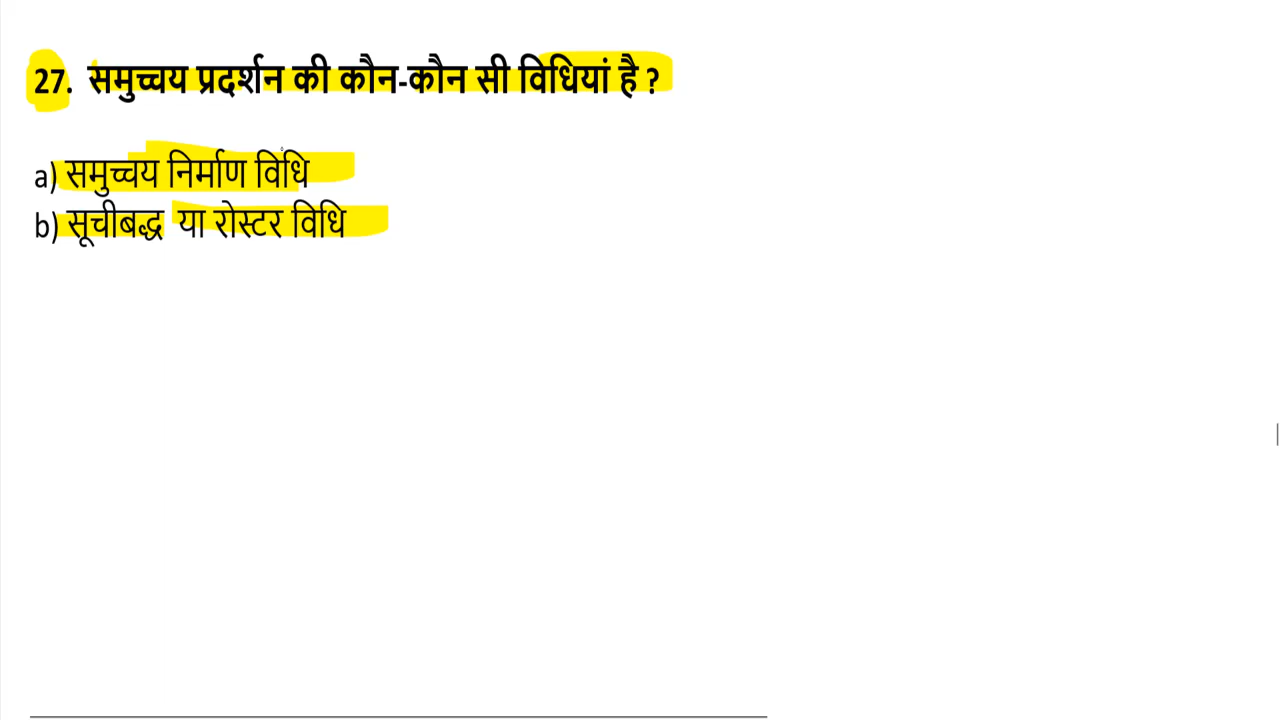 27. समुच्चय प्रदर्शन की कौन-कौन सी विधियां है ?
a) समुच्चय निर्माण विधि
b) सूचीबद्ध या रोस्टर विधि